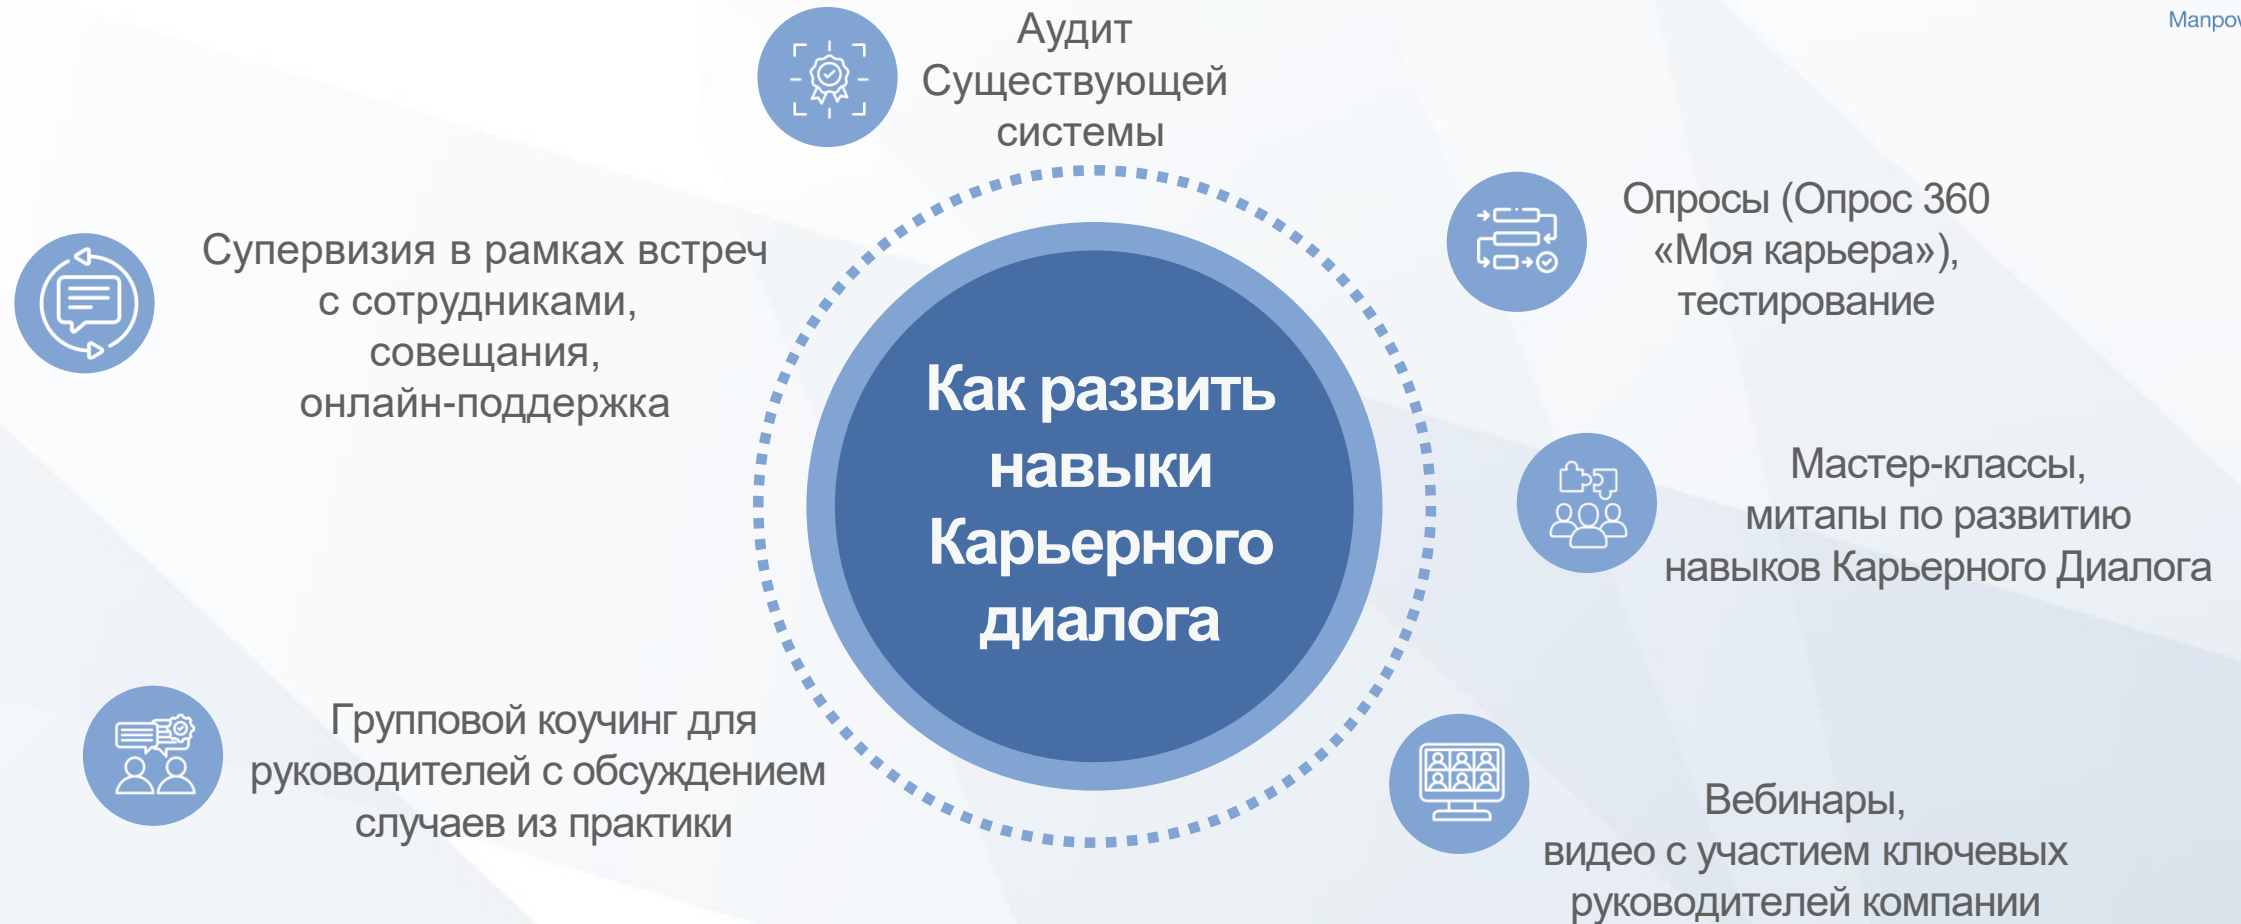 Manpow
Аудит
Существующей
системы
Опросы (Опрос 360
«Моя карьера»),
тестирование
Супервизия в рамках встреч
с сотрудниками,
совещания,
онлайн-поддержка
Как развить
навыки
Карьерного
диалога
Мастер-классы,
митапы по развитию
навыков Карьерного Диалога
Групповой коучинг для
руководителей с обсуждением
случаев из практики
Вебинары,
видео с участием ключевых
руководителей компании